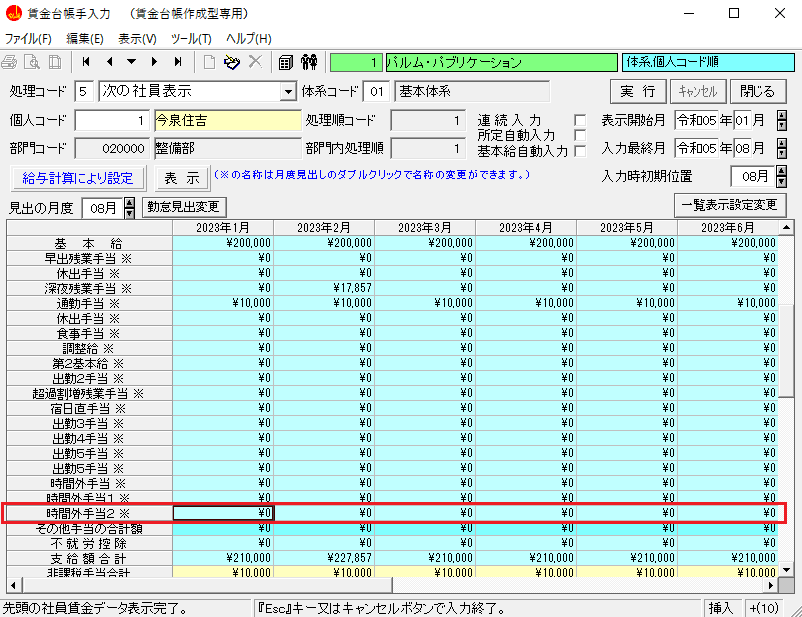 賃金台帳手入力 （賃金台帳作成型専用）
ファイル(F) 編集(E) 表示(V) ツール(T) ヘルプ(H)
1 パルム・パブリケーション 体系,個人コード順
処理コード 5 次の社員表示 体系コード 01 基本体系 実 行 キャンセル 閉じる
個人コード 1 今泉住吉 処理順コード 1 連 続 入 力 表示開始月 令和05 年 01 月
所定自動入力
部門コード 020000 整備部 部門内処理順 1 基本給自動入力 入力最終月 令和05 年 08 月
給与計算により設定 表 示 (※の名称は月度見出しのダブルクリックで名称の変更ができます。) 入力時初期位置 08 月
見出の月度 08月 勤怠見出変更 一覧表示設定変更
2023年1月 2023年2月 2023年3月 2023年4月 2023年5月 2023年6月
基 本 給 ¥200,000 ¥200,000 ¥200,000 ¥200,000 ¥200,000 ¥200,000
早出残業手当 ※ ¥0 ¥0 ¥0 ¥0 ¥0 ¥0
休出手当 ※ ¥0 ¥0 ¥0 ¥0 ¥0 ¥0
深夜残業手当 ※ ¥0 ¥17,857 ¥0 ¥0 ¥0 ¥0
通勤手当 ※ ¥10,000 ¥10,000 ¥10,000 ¥10,000 ¥10,000 ¥10,000
休出手当 ※ ¥0 ¥0 ¥0 ¥0 ¥0 ¥0
食事手当 ※ ¥0 ¥0 ¥0 ¥0 ¥0 ¥0
調整給 ※ ¥0 ¥0 ¥0 ¥0 ¥0 ¥0
第2基本給 ※ ¥0 ¥0 ¥0 ¥0 ¥0 ¥0
出勤2手当 ※ ¥0 ¥0 ¥0 ¥0 ¥0 ¥0
超過割増残業手当 ※ ¥0 ¥0 ¥0 ¥0 ¥0 ¥0
宿日直手当 ※ ¥0 ¥0 ¥0 ¥0 ¥0 ¥0
出勤3手当 ※ ¥0 ¥0 ¥0 ¥0 ¥0 ¥0
出勤4手当 ※ ¥0 ¥0 ¥0 ¥0 ¥0 ¥0
出勤5手当 ※ ¥0 ¥0 ¥0 ¥0 ¥0 ¥0
出勤5手当 ※ ¥0 ¥0 ¥0 ¥0 ¥0 ¥0
時間外手当 ※ ¥0 ¥0 ¥0 ¥0 ¥0 ¥0
時間外手当1 ※ ¥0 ¥0 ¥0 ¥0 ¥0 ¥0
時間外手当2 ※ ¥0 ¥0 ¥0 ¥0 ¥0 ¥0
その他手当の合計額 ¥0 ¥0 ¥0 ¥0 ¥0 ¥0
不 就 労 控 除 ¥0 ¥0 ¥0 ¥0 ¥0 ¥0
支 給 額 合 計 ¥210,000 ¥227,857 ¥210,000 ¥210,000 ¥210,000 ¥210,000
非課税手当合計 ¥10,000 ¥10,000 ¥10,000 ¥10,000 ¥10,000 ¥10,000
先頭の社員賃金データ表示完了。 『Esc』キー又はキャンセルボタンで入力終了。 挿入 +(10)